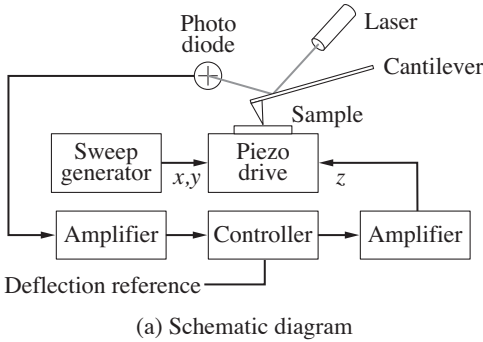 Photo
diode
Laser
Cantilever
Sample
Sweep
generator
x,y
Piezo
drive
z
Amplifier
Controller
Amplifier
Deflection reference
(a) Schematic diagram